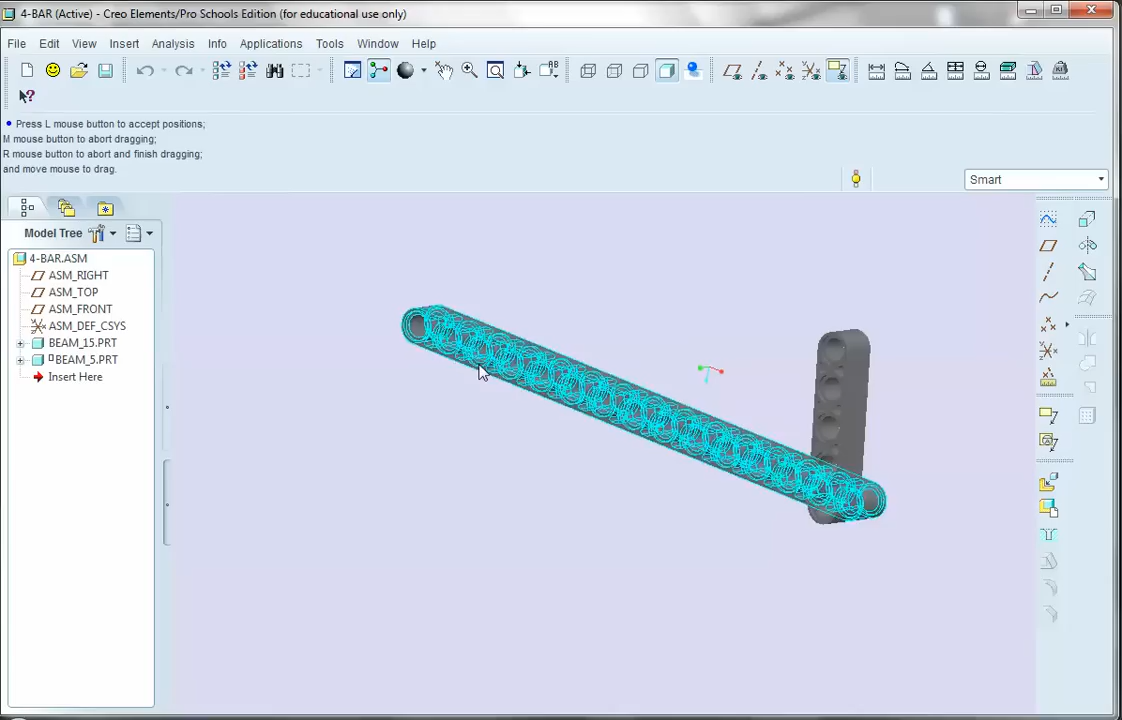 4-BAR (Active) - Creo Elements/Pro Schools Edition (for educational use only)
File Edit View Insert Analysis Info Applications Tools Window Help
Press L mouse button to accept positions;
M mouse button to abort dragging;
R mouse button to abort and finish dragging;
and move mouse to drag.
Smart
Model Tree
4-BAR.ASM
ASM_RIGHT
ASM_TOP
ASM_FRONT
ASM_DEF_CSYS
BEAM_15.PRT
BEAM_5.PRT
Insert Here